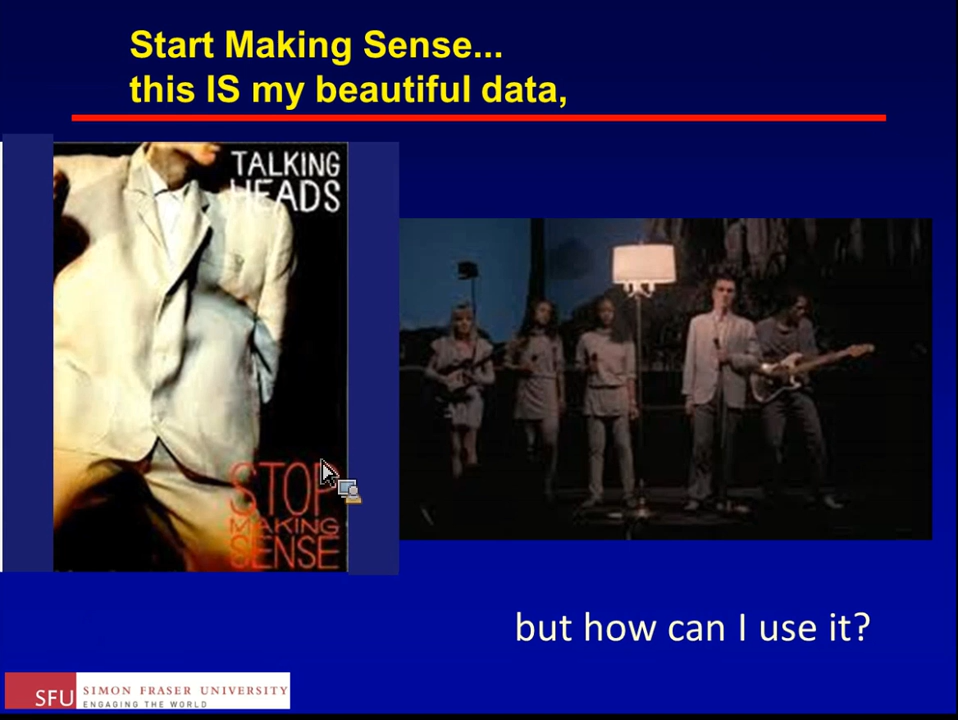 Start Making Sense...
this IS my beautiful data,
TALKING
HEADS
STOP
MAKING
SENSE
but how can I use it?
SFU
SIMON FRASER UNIVERSITY
ENGAGING THE WORLD